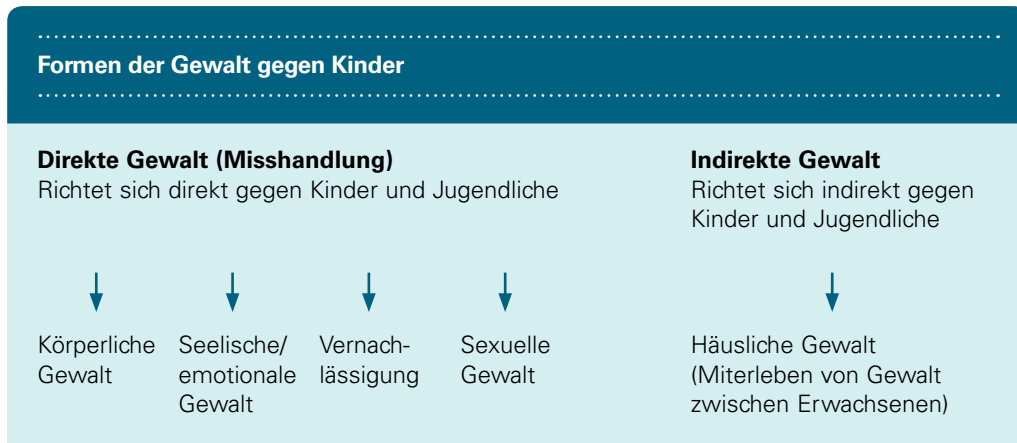 Formen der Gewalt gegen Kinder
Direkte Gewalt (Misshandlung)
Richtet sich direkt gegen Kinder und Jugendliche
Indirekte Gewalt
Richtet sich indirekt gegen
Kinder und Jugendliche
Körperliche
Gewalt
Seelische/
emotionale
Gewalt
Vernach-
lässigung
Sexuelle
Gewalt
Häusliche Gewalt
(Miterleben von Gewalt
zwischen Erwachsenen)